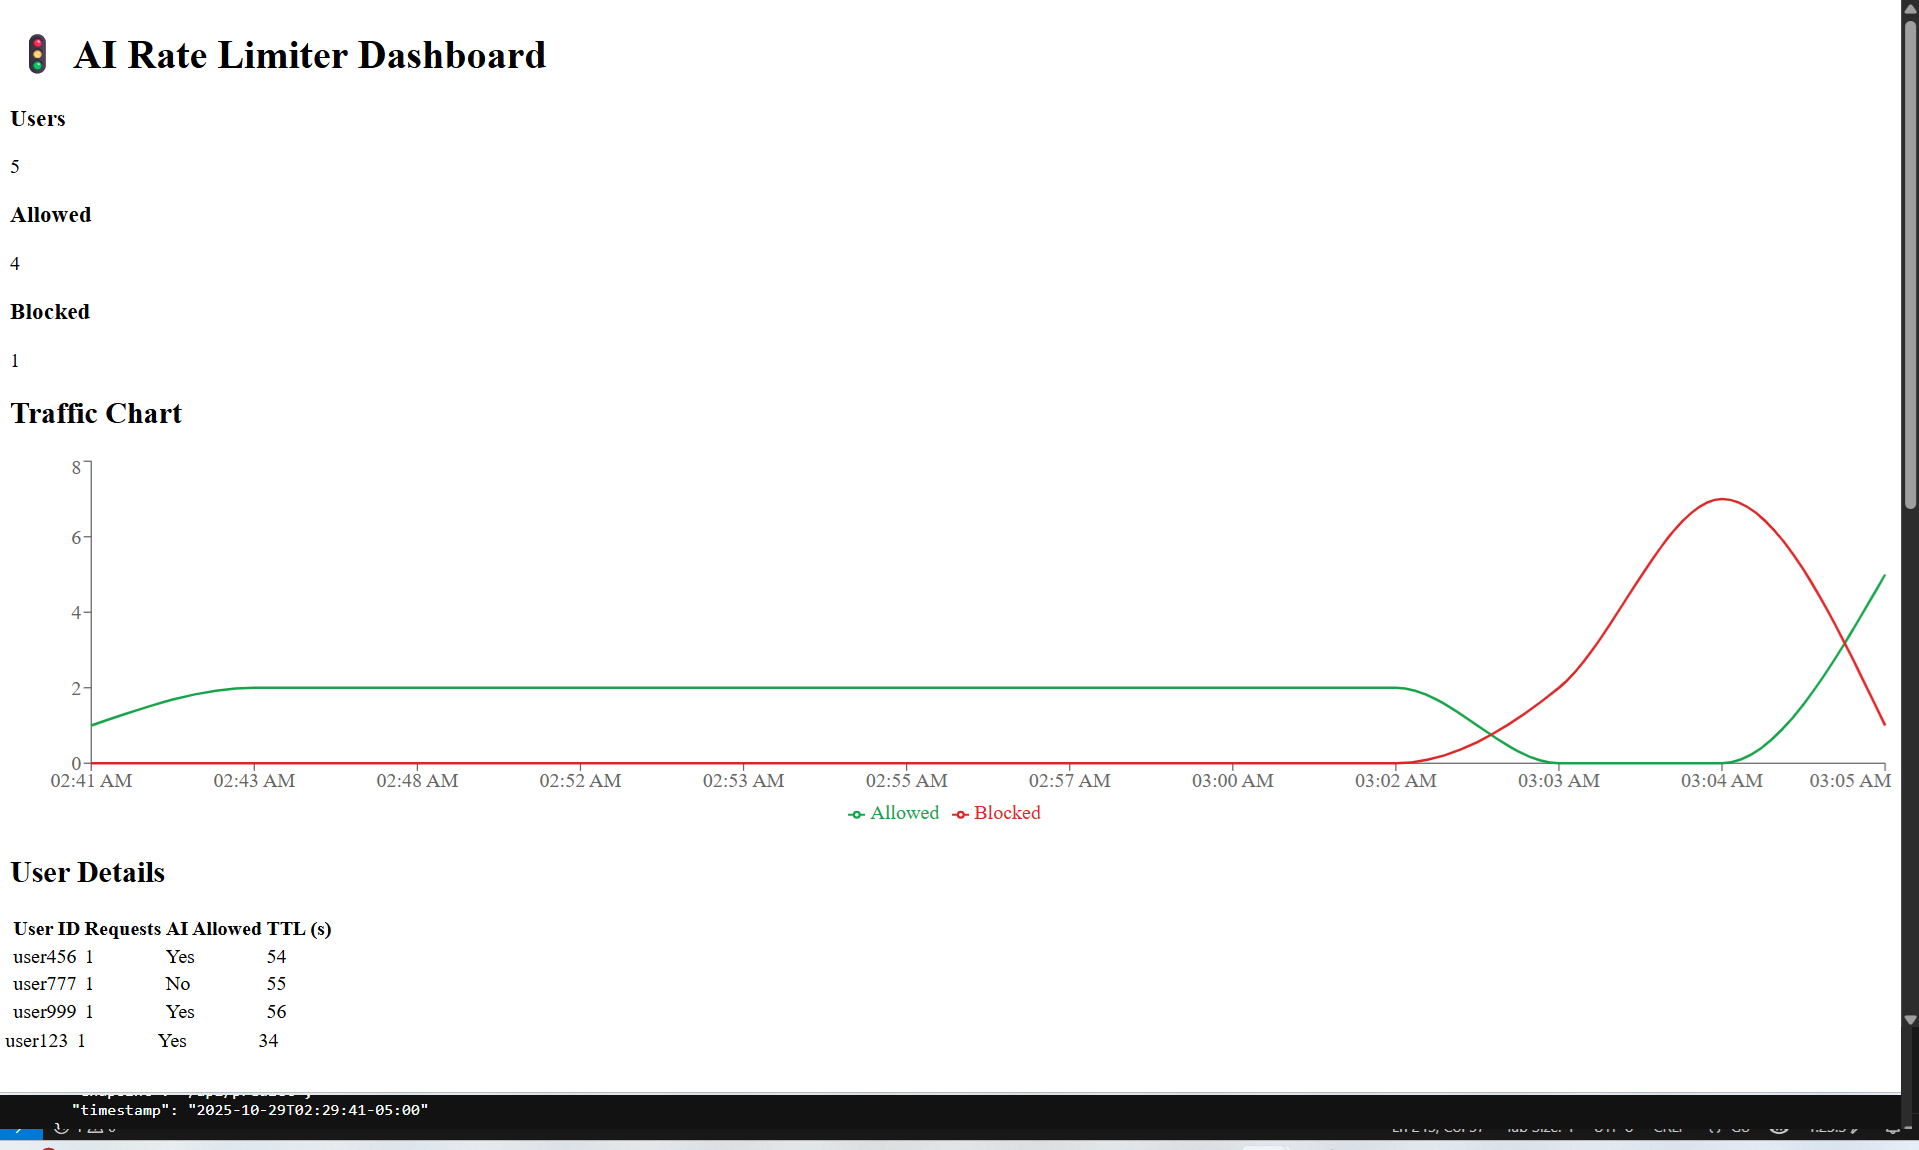 🚦 AI Rate Limiter Dashboard
Users
5
Allowed
4
Blocked
1
Traffic Chart
8
6
4
2
0
02:41 AM 02:43 AM 02:48 AM 02:52 AM 02:53 AM 02:55 AM 02:57 AM 03:00 AM 03:02 AM 03:03 AM 03:04 AM 03:05 AM
Allowed Blocked
User Details
User ID Requests AI Allowed TTL (s)
user456 1 Yes 54
user777 1 No 55
user999 1 Yes 56
user123 1 Yes 34
"timestamp": "2025-10-29T02:29:41-05:00"